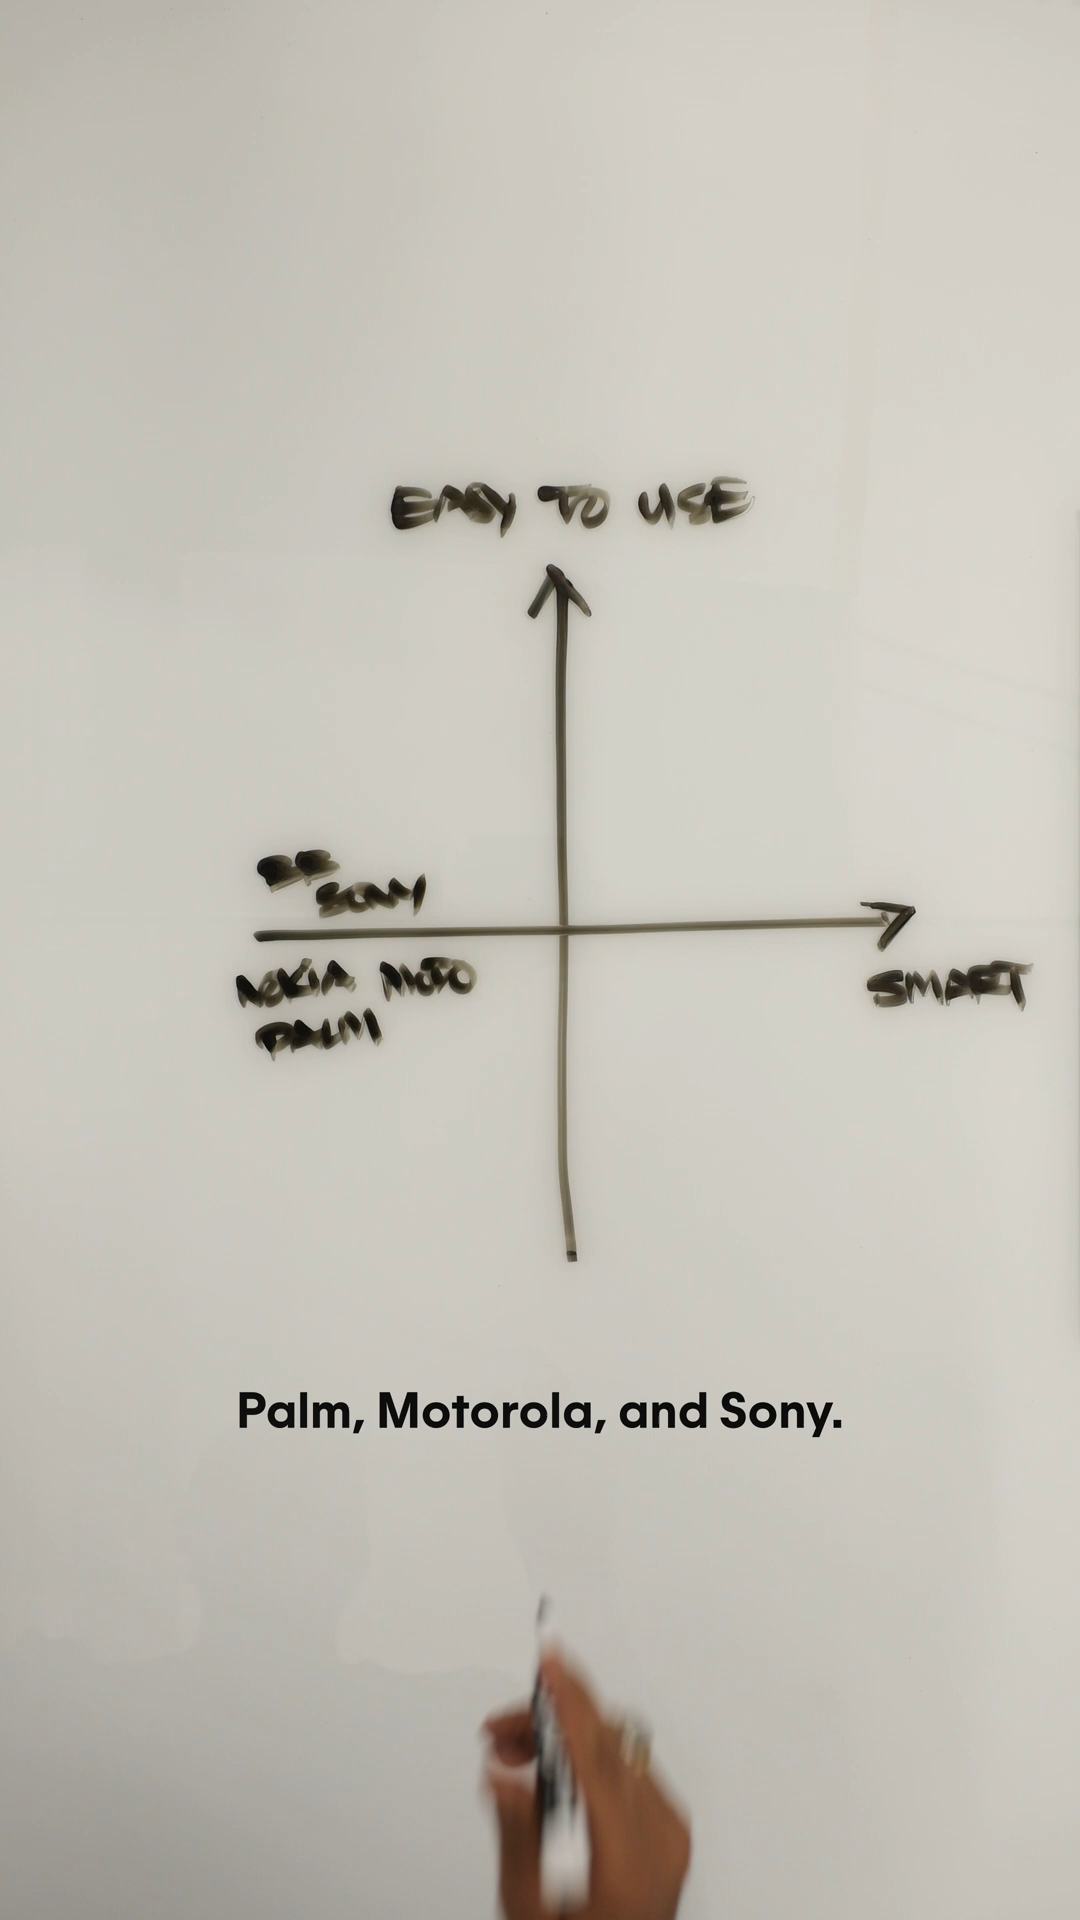 EASY TO USE
BB
SONY
NOKIA MOTO
PALM
SMART
Palm, Motorola, and Sony.